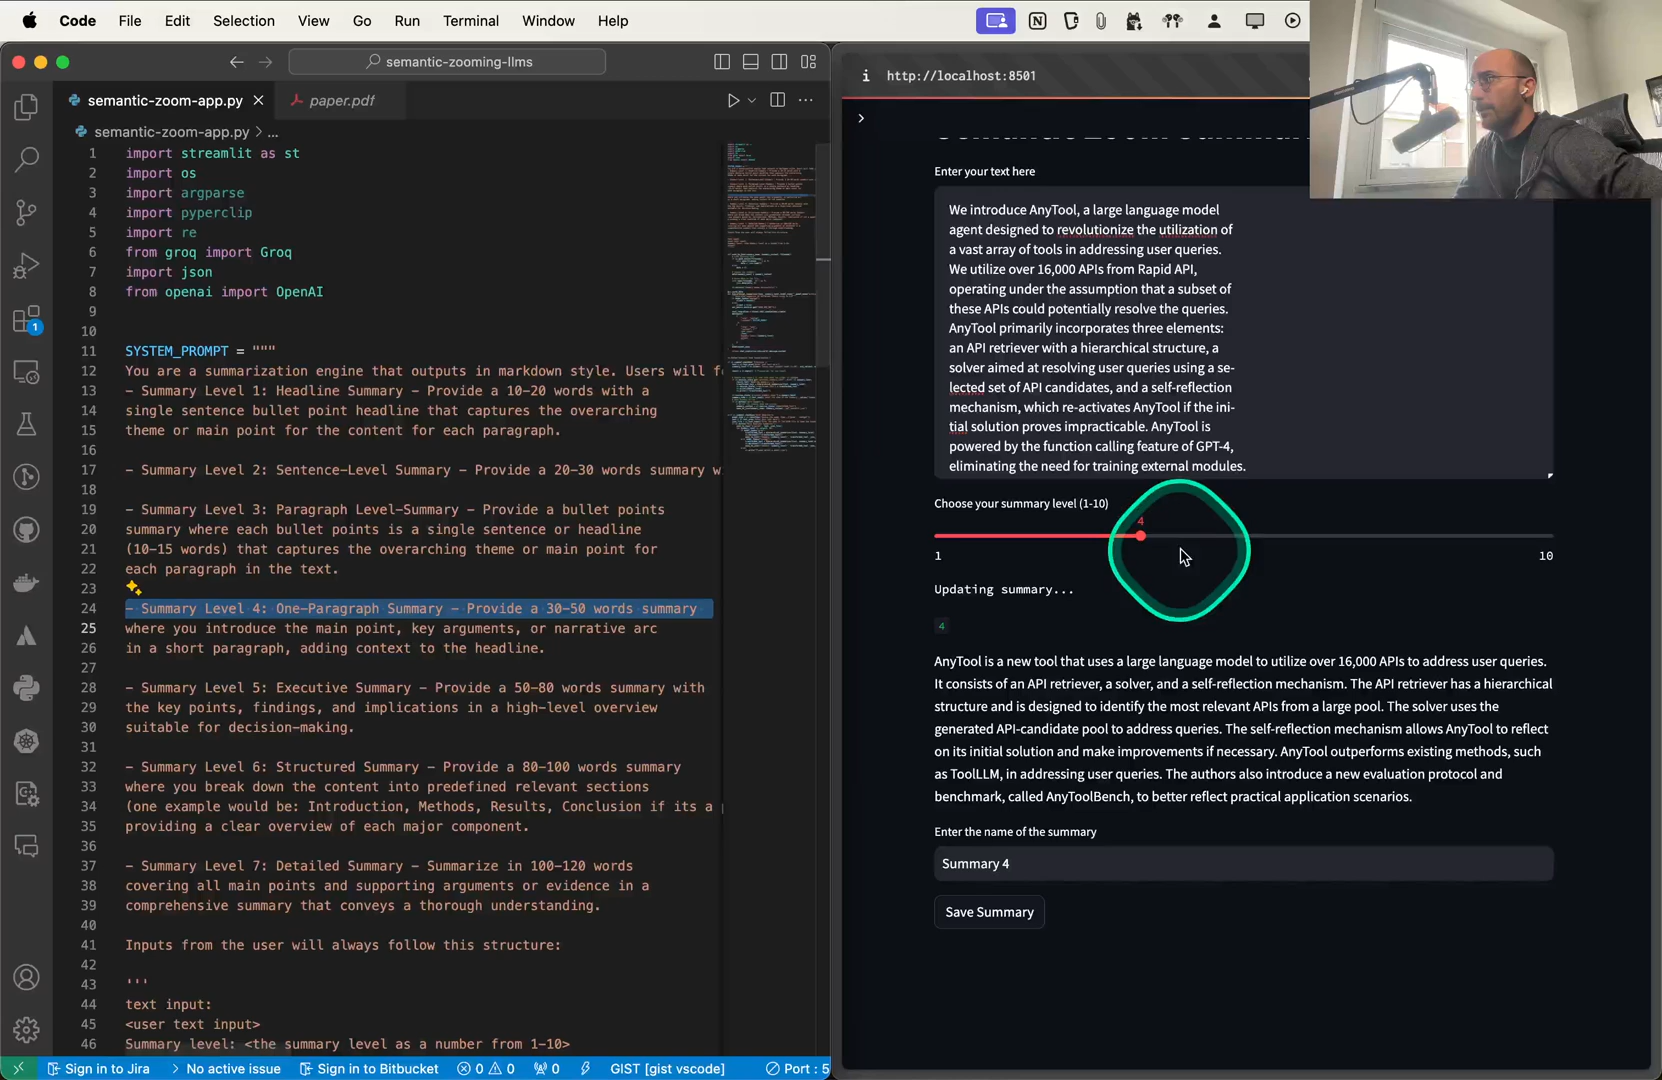 Code File Edit Selection View Go Run Terminal Window Help
semantic-zooming-llms
semantic-zoom-app.py
paper.pdf
semantic-zoom-app.py > ...
1 import streamlit as st
2 import os
3 import argparse
4 import pyperclip
5 import re
6 from groq import Groq
7 import json
8 from openai import OpenAI
9
10
11 SYSTEM_PROMPT = """
12 You are a summarization engine that outputs in markdown style. Users will f
13 - Summary Level 1: Headline Summary - Provide a 10-20 words with a
14 single sentence bullet point headline that captures the overarching
15 theme or main point for the content for each paragraph.
16
17 - Summary Level 2: Sentence-Level Summary - Provide a 20-30 words summary w
18
19 - Summary Level 3: Paragraph Level-Summary - Provide a bullet points
20 summary where each bullet points is a single sentence or headline
21 (10-15 words) that captures the overarching theme or main point for
22 each paragraph in the text.
23
24 - Summary Level 4: One-Paragraph Summary - Provide a 30-50 words summary
25 where you introduce the main point, key arguments, or narrative arc
26 in a short paragraph, adding context to the headline.
27
28 - Summary Level 5: Executive Summary - Provide a 50-80 words summary with
29 the key points, findings, and implications in a high-level overview
30 suitable for decision-making.
31
32 - Summary Level 6: Structured Summary - Provide a 80-100 words summary
33 where you break down the content into predefined relevant sections
34 (one example would be: Introduction, Methods, Results, Conclusion if its a
35 providing a clear overview of each major component.
36
37 - Summary Level 7: Detailed Summary - Summarize in 100-120 words
38 covering all main points and supporting arguments or evidence in a
39 comprehensive summary that conveys a thorough understanding.
40
41 Inputs from the user will always follow this structure:
42
43 '''
44 text input:
45 <user text input>
46 Summary level: <the summary level as a number from 1-10>
1
Sign in to Jira
No active issue
Sign in to Bitbucket
0 0
0
GIST [gist vscode]
Port : 5
http://localhost:8501
Enter your text here
We introduce AnyTool, a large language model
agent designed to revolutionize the utilization of
a vast array of tools in addressing user queries.
We utilize over 16,000 APIs from Rapid API,
operating under the assumption that a subset of
these APIs could potentially resolve the queries.
AnyTool primarily incorporates three elements:
an API retriever with a hierarchical structure, a
solver aimed at resolving user queries using a se-
lected set of API candidates, and a self-reflection
mechanism, which re-activates AnyTool if the ini-
tial solution proves impracticable. AnyTool is
powered by the function calling feature of GPT-4,
eliminating the need for training external modules.
Choose your summary level (1-10)
4
1 10
Updating summary...
4
AnyTool is a new tool that uses a large language model to utilize over 16,000 APIs to address user queries.
It consists of an API retriever, a solver, and a self-reflection mechanism. The API retriever has a hierarchical
structure and is designed to identify the most relevant APIs from a large pool. The solver uses the
generated API-candidate pool to address queries. The self-reflection mechanism allows AnyTool to reflect
on its initial solution and make improvements if necessary. AnyTool outperforms existing methods, such
as ToolLLM, in addressing user queries. The authors also introduce a new evaluation protocol and
benchmark, called AnyToolBench, to better reflect practical application scenarios.
Enter the name of the summary
Summary 4
Save Summary